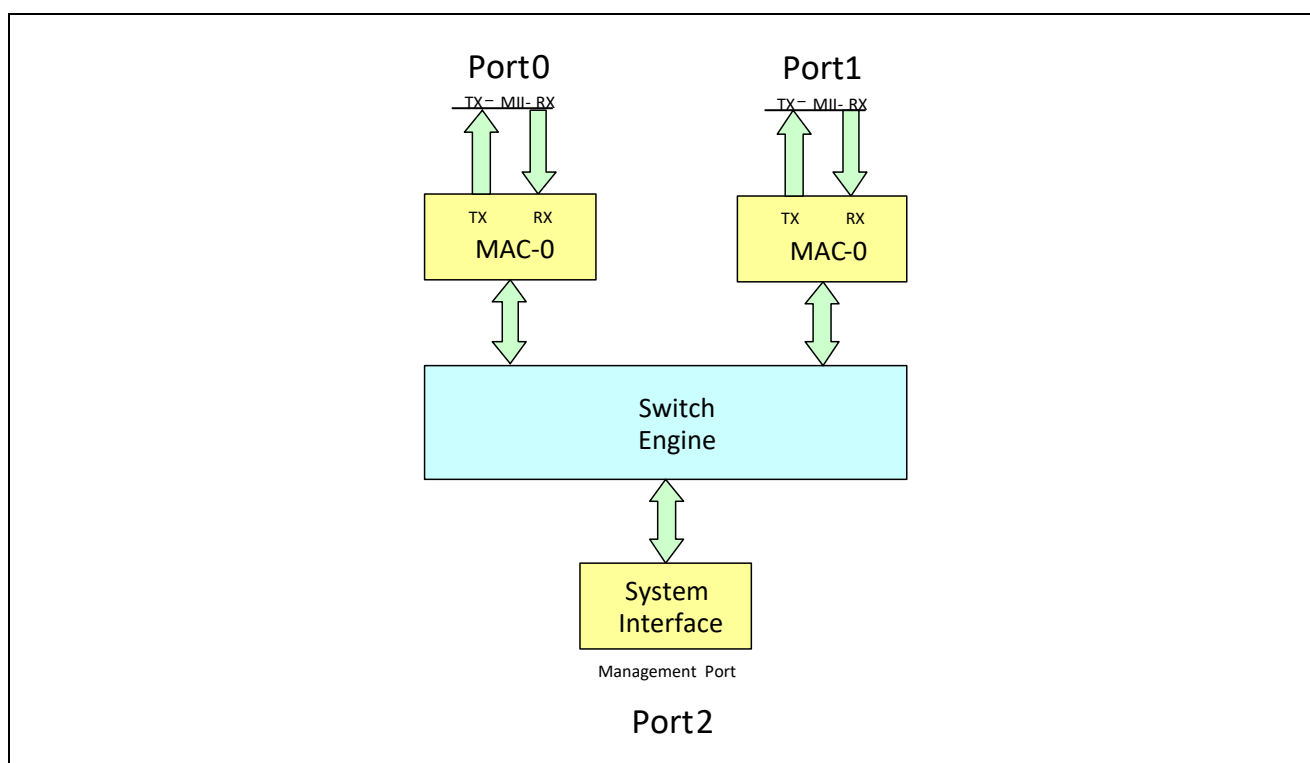 Port0 Port1
TX– MII- RX TX– MII- RX
TX RX TX RX
MAC-0 MAC-0
Switch
Engine
System
Interface
Management Port
Port2